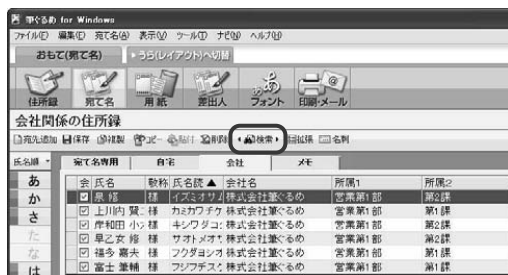 筆ぐるめ for Windows
ファイル(F) 編集(E) 宛て名(A) 表示(V) ツール(T) ナビ(N) ヘルプ(H)
おもて(宛て名) ▶うら(レイアウト)へ切替
住所録 宛て名 用紙 差出人 フォント 印刷・メール
会社関係の住所録
宛先追加 保存 複製 コピー 貼付 削除 検索 拡張 名刺
氏名順 宛て名専用 自宅 会社 メモ
あ 会 氏名 敬称 氏名読▲ 会社名 所属1 所属2
泉 修 様 イズミオサム 株式会社筆ぐるめ 営業第1部 第2課
か 上川内 賢 様 カミカワチケ 株式会社筆ぐるめ 営業第1部 第1課
さ 岸和田 小 様 キシワダコ 株式会社筆ぐるめ 営業第2部 第1課
た 早乙女 修 様 サオトメオサ 株式会社筆ぐるめ 営業第2部 第2課
な 福今 嘉夫 様 株式会社筆ぐるめ 営業第2部 第1課
は 富士 筆輔 様 フジフデス 株式会社筆ぐるめ 営業第1部 第1課